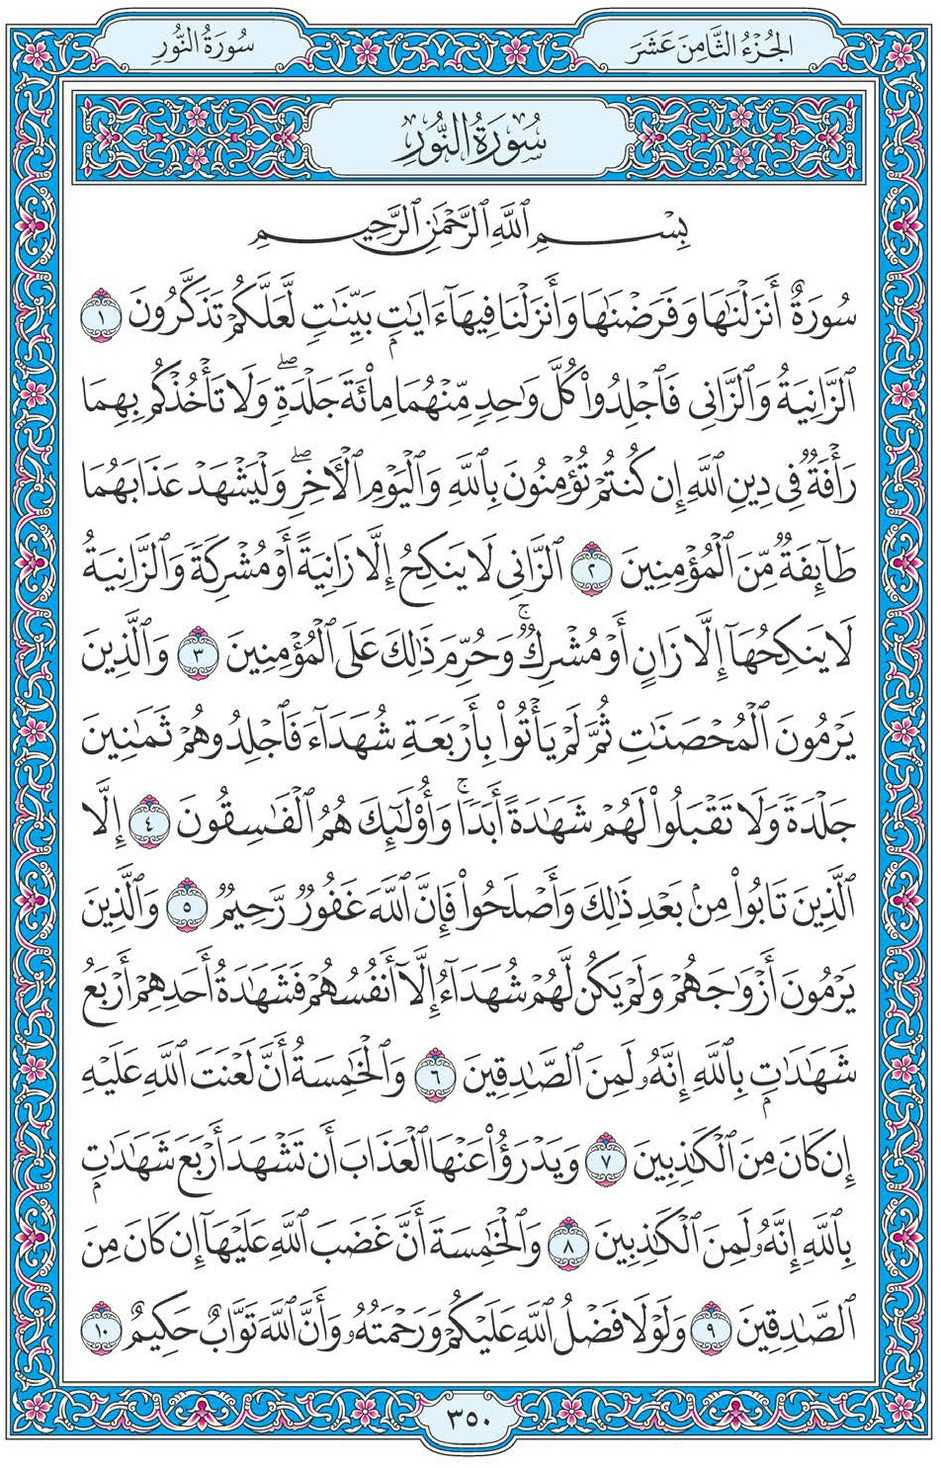 سُورَةُ النُّورِ
الجُزْءُ الثَّامِنَ عَشَرَ
سُورَةُ النُّورِ
بِسۡمِ ٱللَّهِ ٱلرَّحۡمَٰنِ ٱلرَّحِيمِ
سُورَةٌ أَنزَلۡنَٰهَا وَفَرَضۡنَٰهَا وَأَنزَلۡنَا فِيهَآ ءَايَٰتِۭ بَيِّنَٰتٖ لَّعَلَّكُمۡ تَذَكَّرُونَ ١
ٱلزَّانِيَةُ وَٱلزَّانِي فَٱجۡلِدُواْ كُلَّ وَٰحِدٖ مِّنۡهُمَا مِاْئَةَ جَلۡدَةٖۖ وَلَا تَأۡخُذۡكُم بِهِمَا
رَأۡفَةٞ فِي دِينِ ٱللَّهِ إِن كُنتُمۡ تُؤۡمِنُونَ بِٱللَّهِ وَٱلۡيَوۡمِ ٱلۡأٓخِرِۖ وَلۡيَشۡهَدۡ عَذَابَهُمَا
طَآئِفَةٞ مِّنَ ٱلۡمُؤۡمِنِينَ ٢ ٱلزَّانِي لَا يَنكِحُ إِلَّا زَانِيَةً أَوۡ مُشۡرِكَةٗ وَٱلزَّانِيَةُ
لَا يَنكِحُهَآ إِلَّا زَانٍ أَوۡ مُشۡرِكٞۚ وَحُرِّمَ ذَٰلِكَ عَلَى ٱلۡمُؤۡمِنِينَ ٣ وَٱلَّذِينَ
يَرۡمُونَ ٱلۡمُحۡصَنَٰتِ ثُمَّ لَمۡ يَأۡتُواْ بِأَرۡبَعَةِ شُهَدَآءَ فَٱجۡلِدُوهُمۡ ثَمَٰنِينَ
جَلۡدَةٗ وَلَا تَقۡبَلُواْ لَهُمۡ شَهَٰدَةً أَبَدٗاۚ وَأُوْلَٰٓئِكَ هُمُ ٱلۡفَٰسِقُونَ ٤ إِلَّا
ٱلَّذِينَ تَابُواْ مِنۢ بَعۡدِ ذَٰلِكَ وَأَصۡلَحُواْ فَإِنَّ ٱللَّهَ غَفُورٞ رَّحِيمٞ ٥ وَٱلَّذِينَ
يَرۡمُونَ أَزۡوَٰجَهُمۡ وَلَمۡ يَكُن لَّهُمۡ شُهَدَآءُ إِلَّآ أَنفُسُهُمۡ فَشَهَٰدَةُ أَحَدِهِمۡ أَرۡبَعُ
شَهَٰدَٰتِۭ بِٱللَّهِ إِنَّهُۥ لَمِنَ ٱلصَّٰدِقِينَ ٦ وَٱلۡخَٰمِسَةُ أَنَّ لَعۡنَتَ ٱللَّهِ عَلَيۡهِ
إِن كَانَ مِنَ ٱلۡكَٰذِبِينَ ٧ وَيَدۡرَؤُاْ عَنۡهَا ٱلۡعَذَابَ أَن تَشۡهَدَ أَرۡبَعَ شَهَٰدَٰتِۭ
بِٱللَّهِ إِنَّهُۥ لَمِنَ ٱلۡكَٰذِبِينَ ٨ وَٱلۡخَٰمِسَةَ أَنَّ غَضَبَ ٱللَّهِ عَلَيۡهَآ إِن كَانَ مِنَ
ٱلصَّٰدِقِينَ ٩ وَلَوۡلَا فَضۡلُ ٱللَّهِ عَلَيۡكُمۡ وَرَحۡمَتُهُۥ وَأَنَّ ٱللَّهَ تَوَّابٌ حَكِيمٌ ١٠
٣٥٠